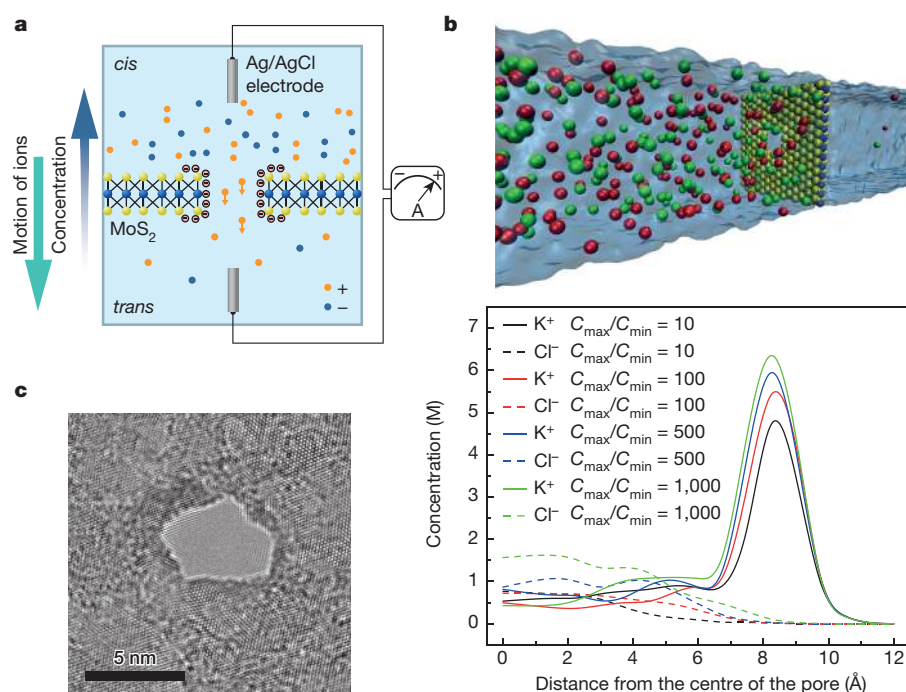 a
cis
Ag/AgCl
electrode
Motion of ions
Concentration
MoS₂
trans
+
−
− +
A
b
7
6
5
4
3
2
1
0
Concentration (M)
K⁺ Cmax/Cmin = 10
Cl⁻ Cmax/Cmin = 10
K⁺ Cmax/Cmin = 100
Cl⁻ Cmax/Cmin = 100
K⁺ Cmax/Cmin = 500
Cl⁻ Cmax/Cmin = 500
K⁺ Cmax/Cmin = 1,000
Cl⁻ Cmax/Cmin = 1,000
0 2 4 6 8 10 12
Distance from the centre of the pore (Å)
c
5 nm